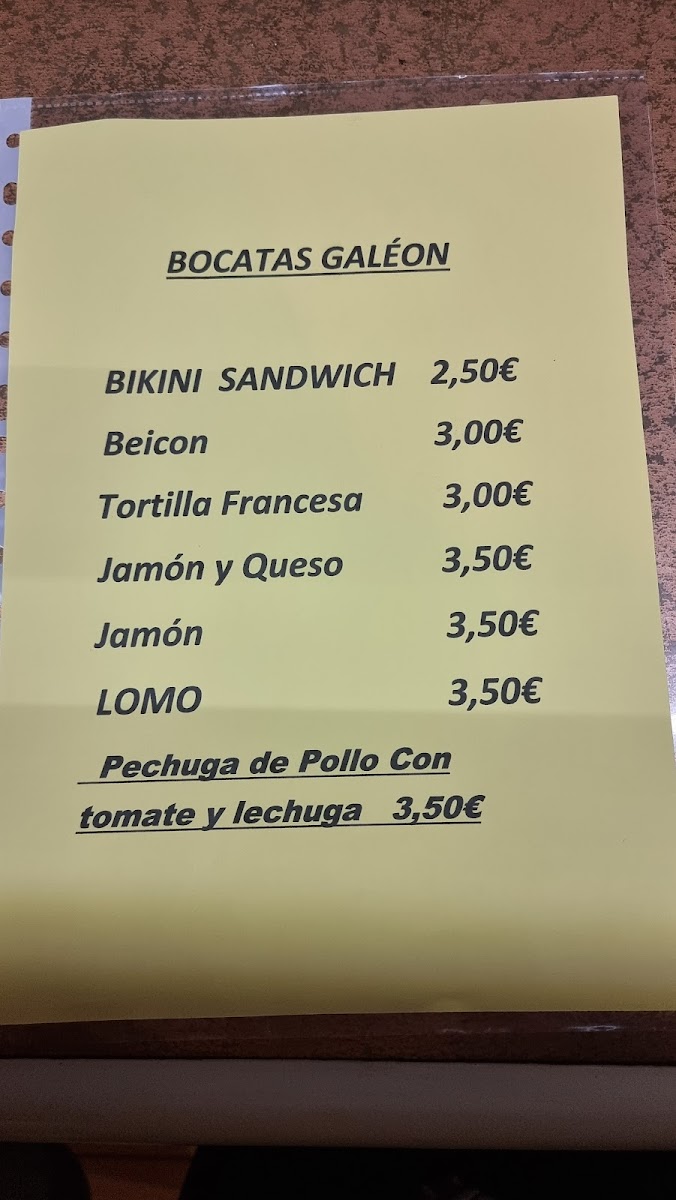 BOCATAS GALÉON
BIKINI SANDWICH 2,50€
Beicon 3,00€
Tortilla Francesa 3,00€
Jamón y Queso 3,50€
Jamón 3,50€
LOMO 3,50€
Pechuga de Pollo Con
tomate y lechuga 3,50€